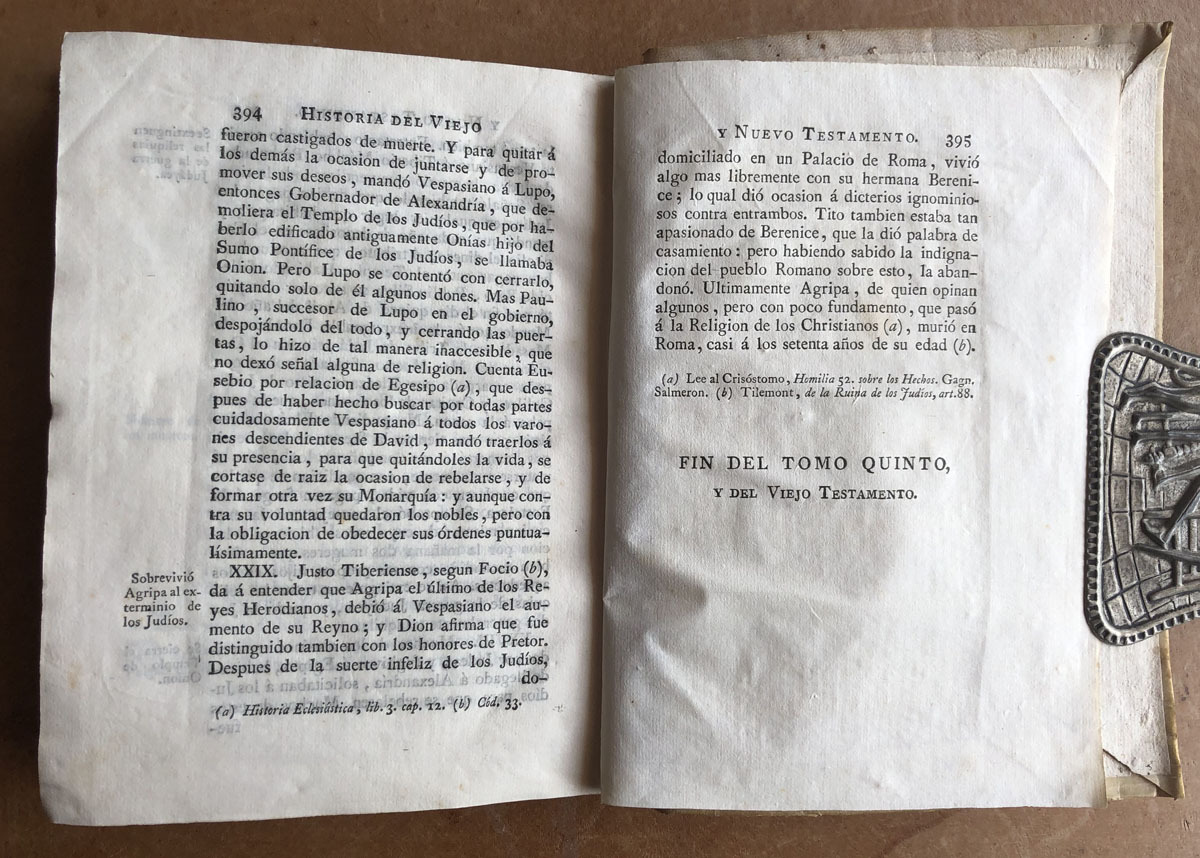 394 HISTORIA DEL VIEJO
fueron castigados de muerte. Y para quitar á
los demás la ocasion de juntarse y de pro-
mover sus deseos, mandó Vespasiano á Lupo,
entonces Gobernador de Alexandría, que de-
moliera el Templo de los Judíos, que por ha-
berlo edificado antiguamente Onías hijo del
Sumo Pontífice de los Judíos, se llamaba
Onion. Pero Lupo se contentó con cerrarlo,
quitando solo de él algunos dones. Mas Pau-
lino, successor de Lupo en el gobierno,
despojándolo del todo, y cerrando las puer-
tas, lo hizo de tal manera inaccesible, que
no dexó señal alguna de religion. Cuenta Eu-
sebio por relacion de Egesipo (a), que des-
pues de haber hecho buscar por todas partes
cuidadosamente Vespasiano á todos los varo-
nes descendientes de David, mandó traerlos á
su presencia, para que quitándoles la vida, se
cortase de raiz la ocasion de rebelarse, y de
formar otra vez su Monarquía: y aunque con-
tra su voluntad quedaron los nobles, pero con
la obligacion de obedecer sus órdenes puntua-
lísimamente.
XXIX. Justo Tiberiense, segun Focio (b),
da á entender que Agripa el último de los Re-
yes Herodianos, debió á Vespasiano el au-
mento de su Reyno; y Dion afirma que fue
distinguido tambien con los honores de Pretor.
Despues de la suerte infeliz de los Judíos,
do-
Sobrevivió
Agripa al ex-
terminio de
los Judíos.
(a) Historia Eclesiástica, lib. 3. cap. 12. (b) Cód. 33.
Y NUEVO TESTAMENTO. 395
domiciliado en un Palacio de Roma, vivió
algo mas libremente con su hermana Bereni-
ce; lo qual dió ocasion á dicterios ignominio-
sos contra entrambos. Tito tambien estaba tan
apasionado de Berenice, que la dió palabra de
casamiento: pero habiendo sabido la indigna-
cion del pueblo Romano sobre esto, la aban-
donó. Ultimamente Agripa, de quien opinan
algunos, pero con poco fundamento, que pasó
á la Religion de los Christianos (a), murió en
Roma, casi á los setenta años de su edad (b).
(a) Lee al Crisóstomo, Homilia 52. sobre los Hechos. Gagn.
Salmeron. (b) Tilemont, de la Ruina de los Judíos, art.88.
FIN DEL TOMO QUINTO,
Y DEL VIEJO TESTAMENTO.